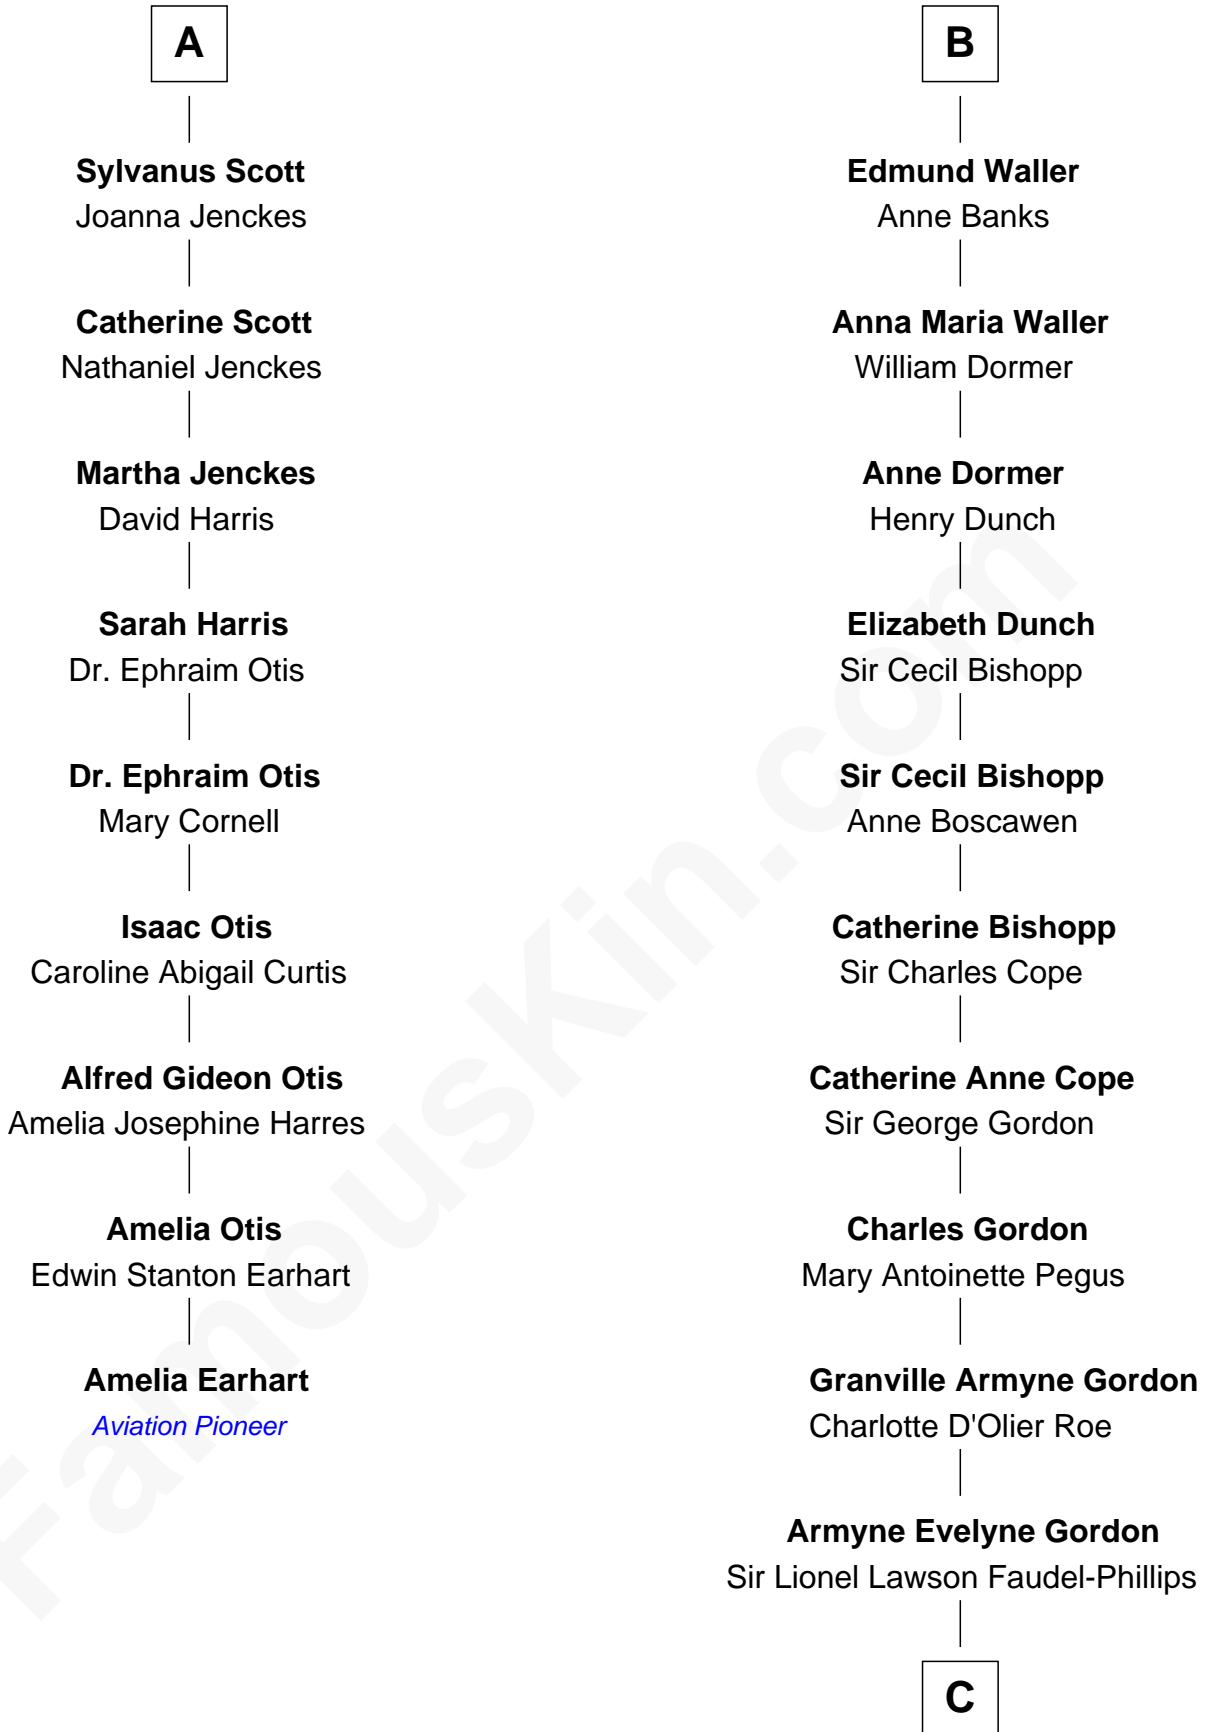 A
Sylvanus Scott
Joanna Jenckes
Catherine Scott
Nathaniel Jenckes
Martha Jenckes
David Harris
Sarah Harris
Dr. Ephraim Otis
Dr. Ephraim Otis
Mary Cornell
Isaac Otis
Caroline Abigail Curtis
Alfred Gideon Otis
Amelia Josephine Harres
Amelia Otis
Edwin Stanton Earhart
Amelia Earhart
Aviation Pioneer
B
Edmund Waller
Anne Banks
Anna Maria Waller
William Dormer
Anne Dormer
Henry Dunch
Elizabeth Dunch
Sir Cecil Bishopp
Sir Cecil Bishopp
Anne Boscawen
Catherine Bishopp
Sir Charles Cope
Catherine Anne Cope
Sir George Gordon
Charles Gordon
Mary Antoinette Pegus
Granville Armyne Gordon
Charlotte D'Olier Roe
Armyne Evelyne Gordon
Sir Lionel Lawson Faudel-Phillips
C
FamousKin.com